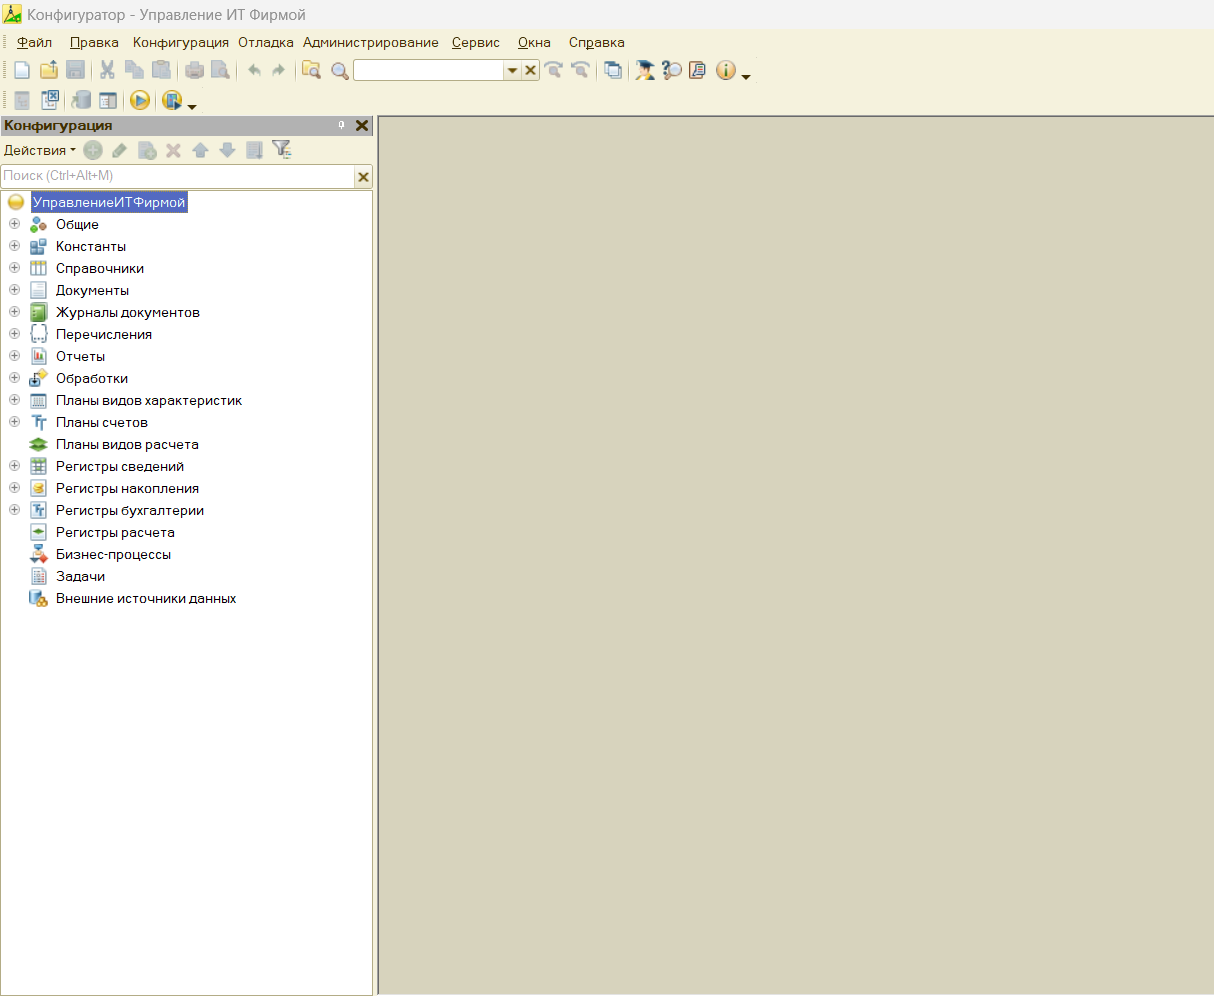 Конфигуратор - Управление ИТ Фирмой
Файл Правка Конфигурация Отладка Администрирование Сервис Окна Справка
Конфигурация
Действия
Поиск (Ctrl+Alt+M)
УправлениеИТФирмой
Общие
Константы
Справочники
Документы
Журналы документов
Перечисления
Отчеты
Обработки
Планы видов характеристик
Планы счетов
Планы видов расчета
Регистры сведений
Регистры накопления
Регистры бухгалтерии
Регистры расчета
Бизнес-процессы
Задачи
Внешние источники данных